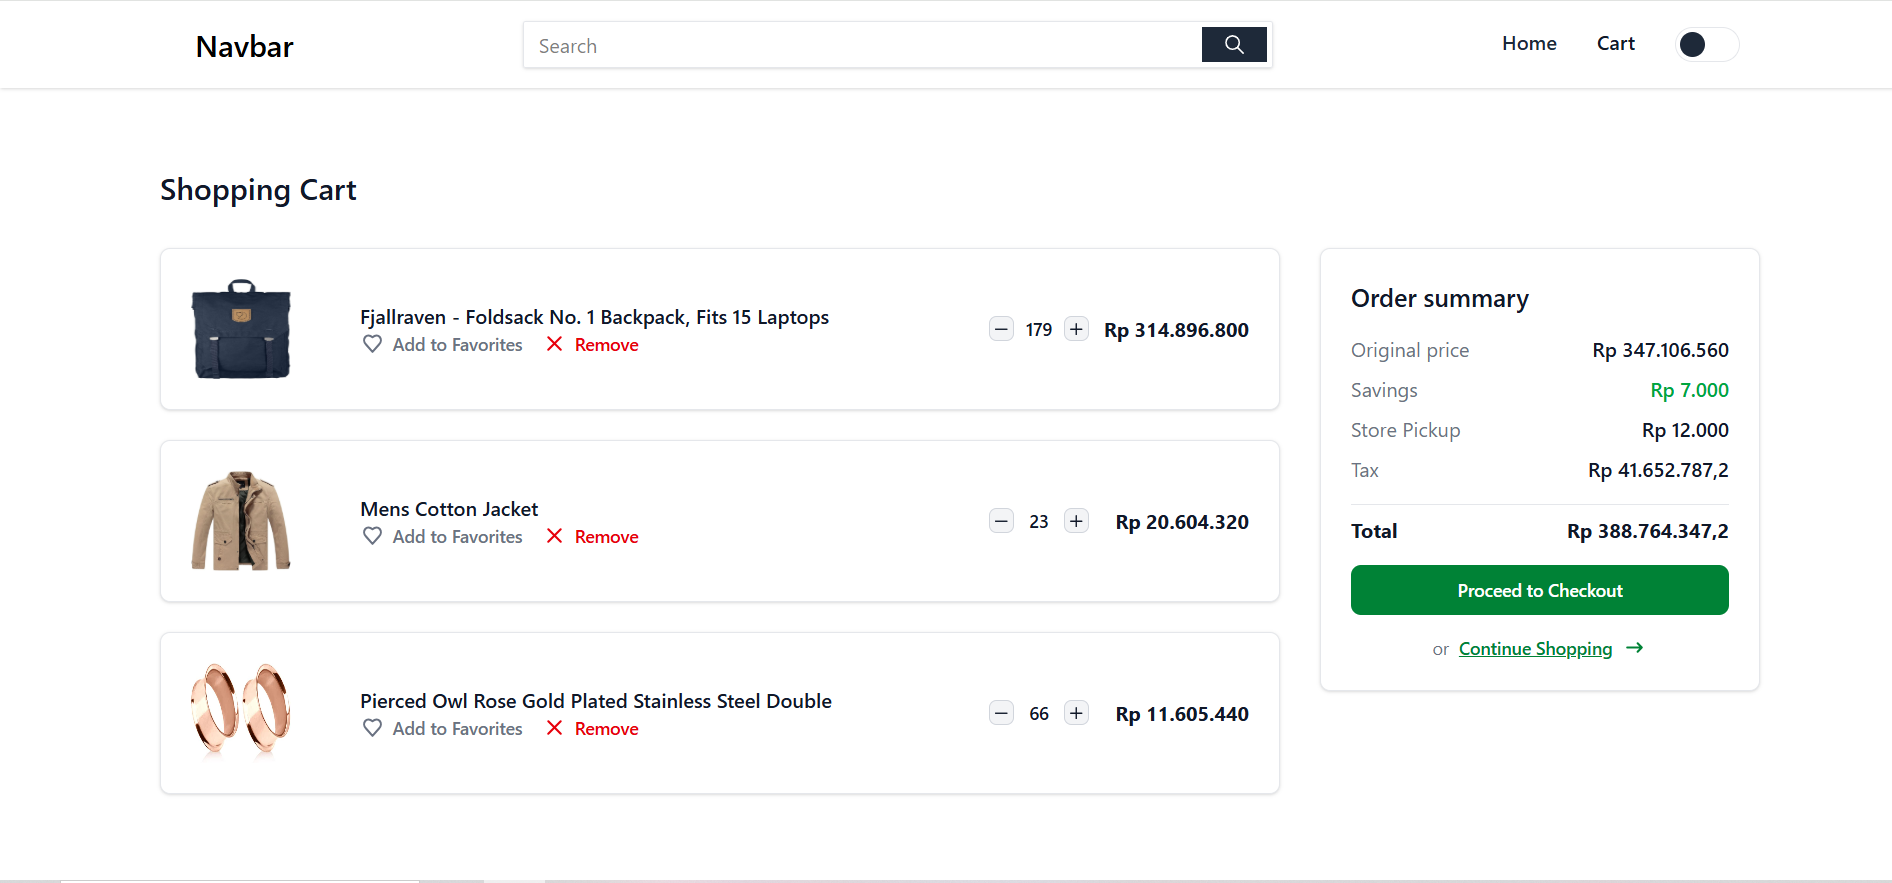 Navbar
Search
Home
Cart
Shopping Cart
Fjallraven - Foldsack No. 1 Backpack, Fits 15 Laptops
Add to Favorites
Remove
179
Rp 314.896.800
Mens Cotton Jacket
Add to Favorites
Remove
23
Rp 20.604.320
Pierced Owl Rose Gold Plated Stainless Steel Double
Add to Favorites
Remove
66
Rp 11.605.440
Order summary
Original price Rp 347.106.560
Savings Rp 7.000
Store Pickup Rp 12.000
Tax Rp 41.652.787,2
Total Rp 388.764.347,2
Proceed to Checkout
or Continue Shopping